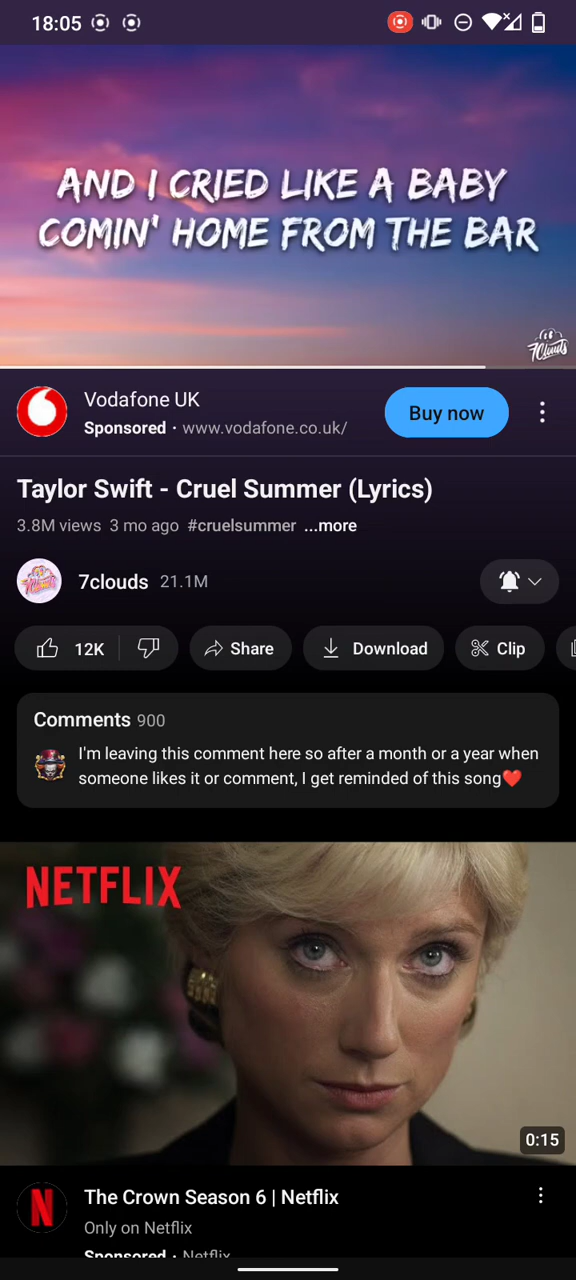 18:05
AND I CRIED LIKE A BABY
COMIN' HOME FROM THE BAR
7Clouds
Vodafone UK
Sponsored · www.vodafone.co.uk/
Buy now
Taylor Swift - Cruel Summer (Lyrics)
3.8M views 3 mo ago #cruelsummer ...more
7clouds 21.1M
12K
Share
Download
Clip
Comments 900
I'm leaving this comment here so after a month or a year when
someone likes it or comment, I get reminded of this song❤️
NETFLIX
0:15
N
The Crown Season 6 | Netflix
Only on Netflix
Sponsored · Netflix